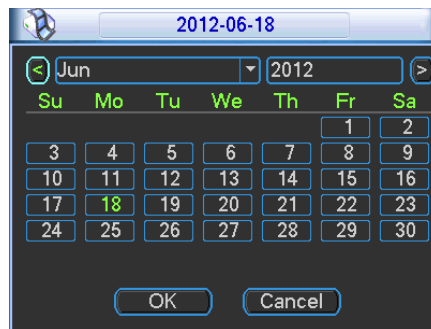 2012-06-18
< Jun 2012 >
Su Mo Tu We Th Fr Sa
1 2
3 4 5 6 7 8 9
10 11 12 13 14 15 16
17 18 19 20 21 22 23
24 25 26 27 28 29 30
OK Cancel